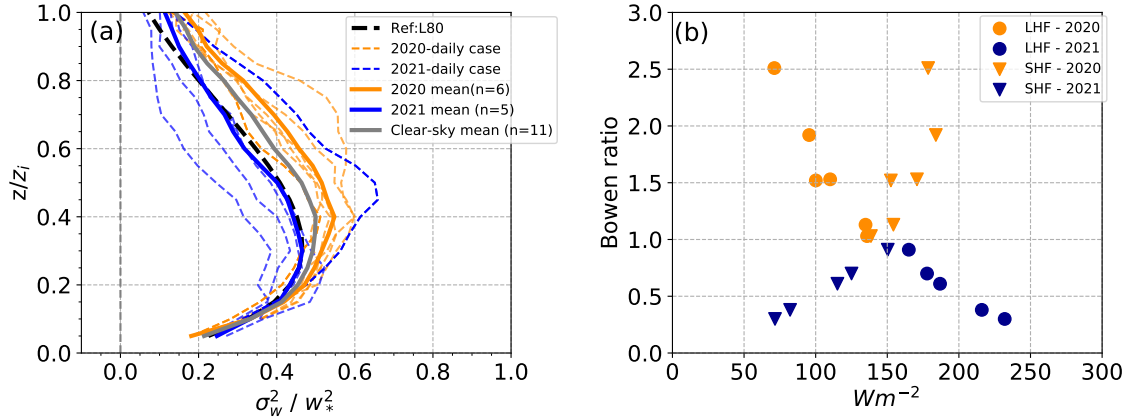 (a)
Ref:L80
2020-daily case
2021-daily case
2020 mean(n=6)
2021 mean (n=5)
Clear-sky mean (n=11)
z/z_i
1.0
0.8
0.6
0.4
0.2
0.0
0.0 0.2 0.4 0.6 0.8 1.0
σ_w^2 / w_*^2
(b)
LHF - 2020
LHF - 2021
SHF - 2020
SHF - 2021
Bowen ratio
3.0
2.5
2.0
1.5
1.0
0.5
0.0
0 50 100 150 200 250 300
Wm^{-2}